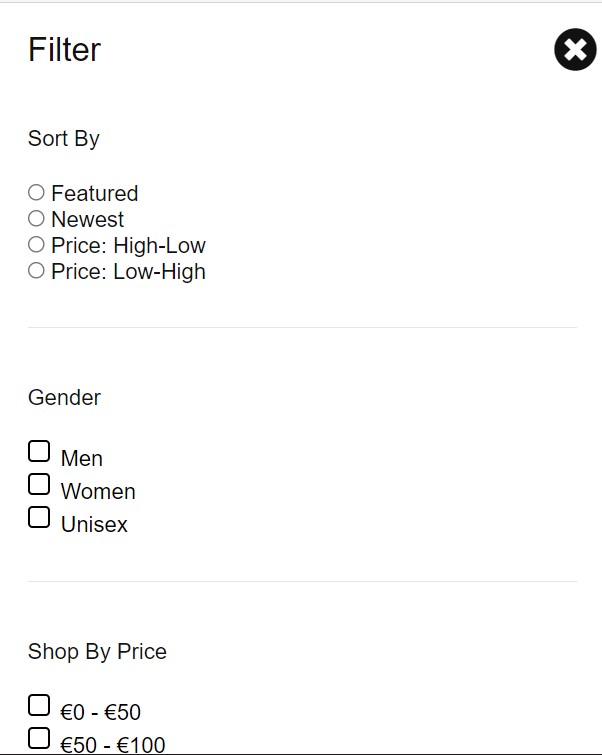 Filter
Sort By
Featured
Newest
Price: High-Low
Price: Low-High
Gender
Men
Women
Unisex
Shop By Price
€0 - €50
€50 - €100